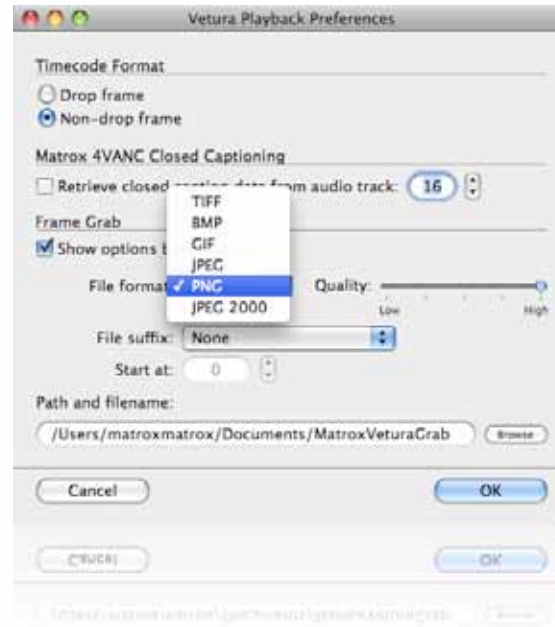 Vetura Playback Preferences
Timecode Format
Drop frame
Non-drop frame
Matrox 4VANC Closed Captioning
Retrieve closed caption data from audio track: 16
Frame Grab
Show options
TIFF
BMP
GIF
JPEG
✓ PNG
JPEG 2000
File format
Quality:
Low
High
File suffix: None
Start at: 0
Path and filename:
/Users/matroxmatrox/Documents/MatroxVeturaGrab
Browse
Cancel
OK